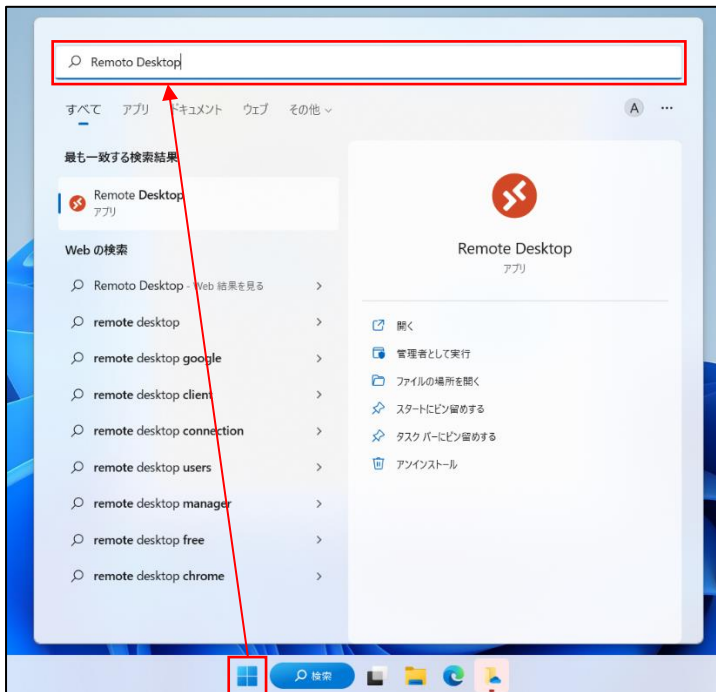 Remoto Desktop
すべて アプリ ドキュメント ウェブ その他
A ...
最も一致する検索結果
Remote Desktop
アプリ
Web の検索
Remoto Desktop - Web 結果を見る
remote desktop
remote desktop google
remote desktop client
remote desktop connection
remote desktop users
remote desktop manager
remote desktop free
remote desktop chrome
Remote Desktop
アプリ
開く
管理者として実行
ファイルの場所を開く
スタートにピン留めする
タスク バーにピン留めする
アンインストール
検索